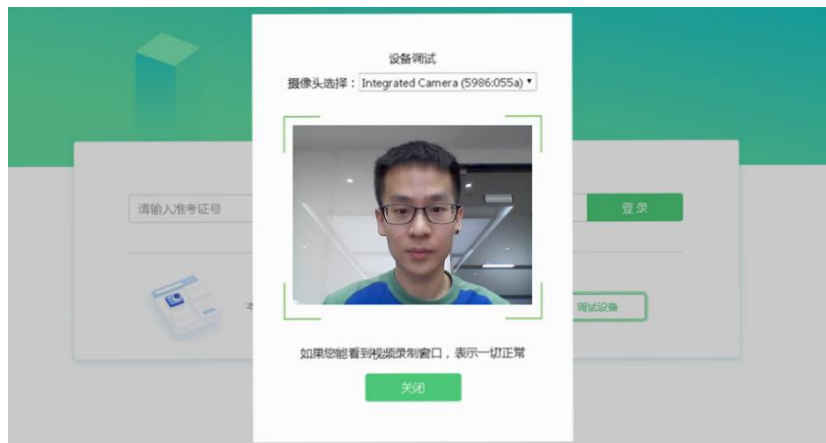 设备调试
摄像头选择：Integrated Camera (5986:055a)
请输入准考证号
登录
本
调试设备
如果您能看到视频录制窗口，表示一切正常
关闭